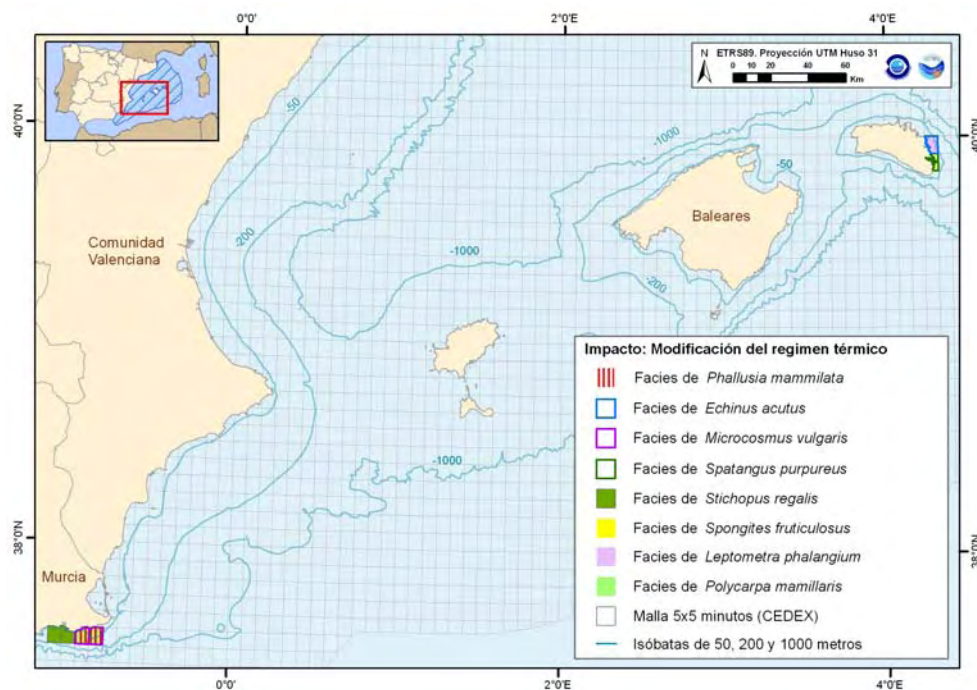 0°0' 2°0'E 4°0'E
N ETRS89. Proyección UTM Huso 31
0 10 20 40 60
Km
40°0'N
40°0'N
-50
-1000
-50
Baleares
Comunidad
Valenciana
-200
-1000
-200
Impacto: Modificación del regimen térmico
Facies de Phallusia mammilata
Facies de Echinus acutus
Facies de Microcosmus vulgaris
Facies de Spatangus purpureus
Facies de Stichopus regalis
Facies de Spongites fruticulosus
Facies de Leptometra phalangium
Facies de Polycarpa mamillaris
Malla 5x5 minutos (CEDEX)
Isóbatas de 50, 200 y 1000 metros
-1000
38°0'N
38°0'N
Murcia
0°0' 2°0'E 4°0'E